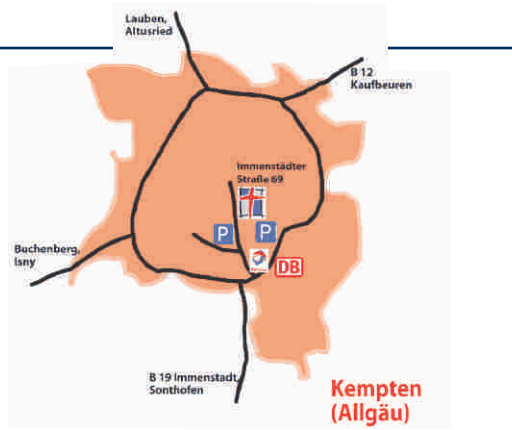 Lauben,
Altusried
B 12
Kaufbeuren
Immenstädter
Straße 69
P
P
Buchenberg,
Isny
DB
B 19 Immenstadt,
Sonthofen
Kempten
(Allgäu)